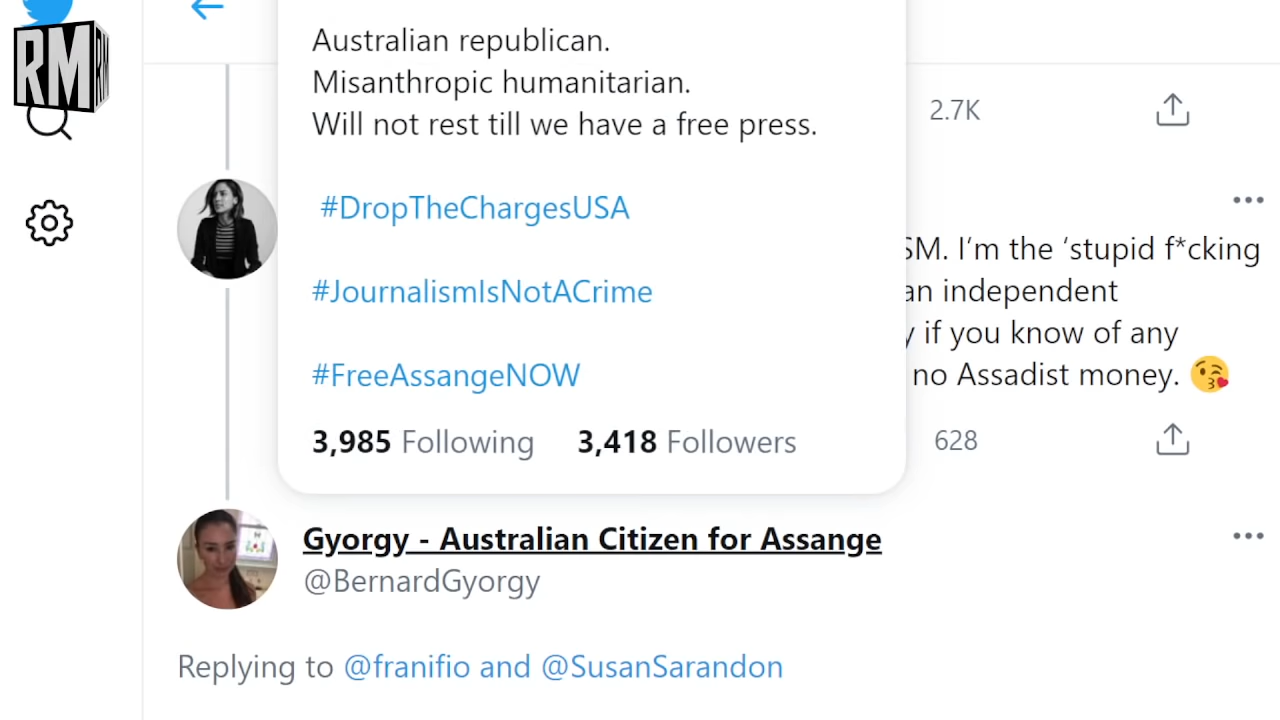 RM RM
Australian republican.
Misanthropic humanitarian.
Will not rest till we have a free press.
#DropTheChargesUSA
#JournalismIsNotACrime
#FreeAssangeNOW
3,985 Following 3,418 Followers
2.7K
SM. I'm the ‘stupid f*cking
an independent
y if you know of any
no Assadist money. 😘
628
Gyorgy - Australian Citizen for Assange
@BernardGyorgy
Replying to @franifio and @SusanSarandon